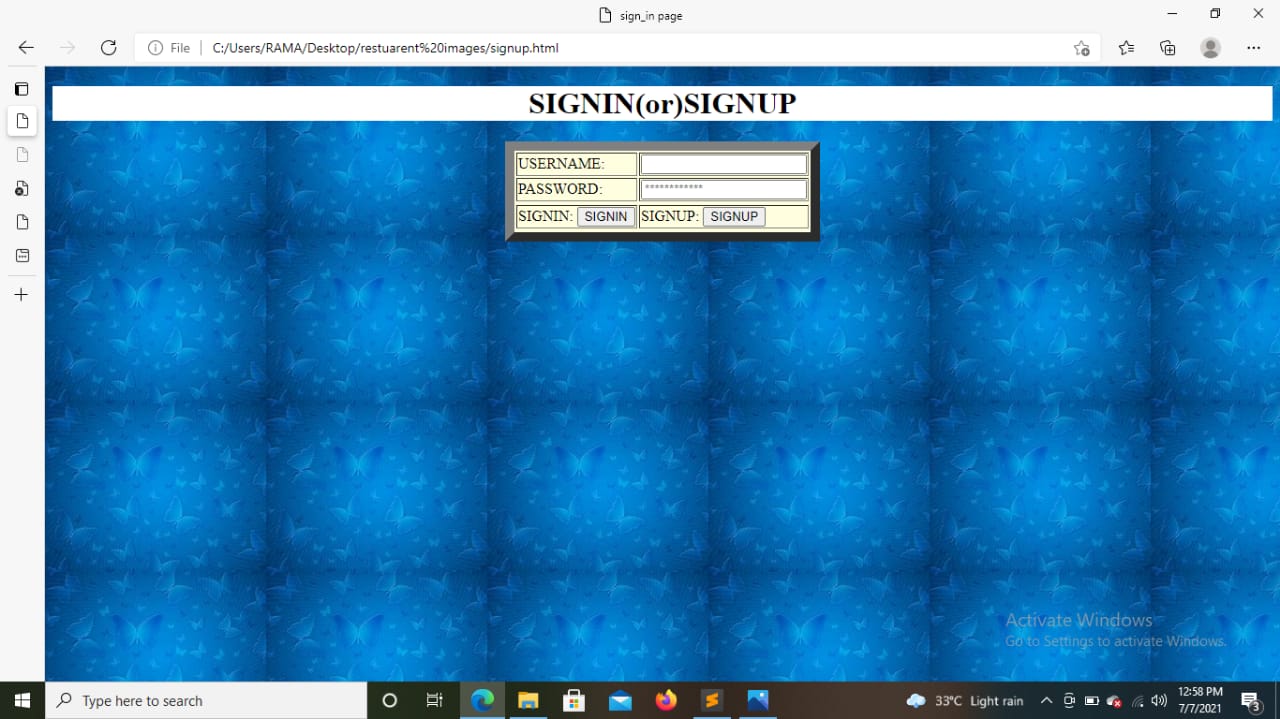 sign_in page
File | C:/Users/RAMA/Desktop/restuarent%20images/signup.html
SIGNIN(or)SIGNUP
USERNAME:
PASSWORD: ************
SIGNIN: SIGNIN SIGNUP: SIGNUP
Activate Windows
Go to Settings to activate Windows.
Type here to search
33°C Light rain
12:58 PM
7/7/2021
3